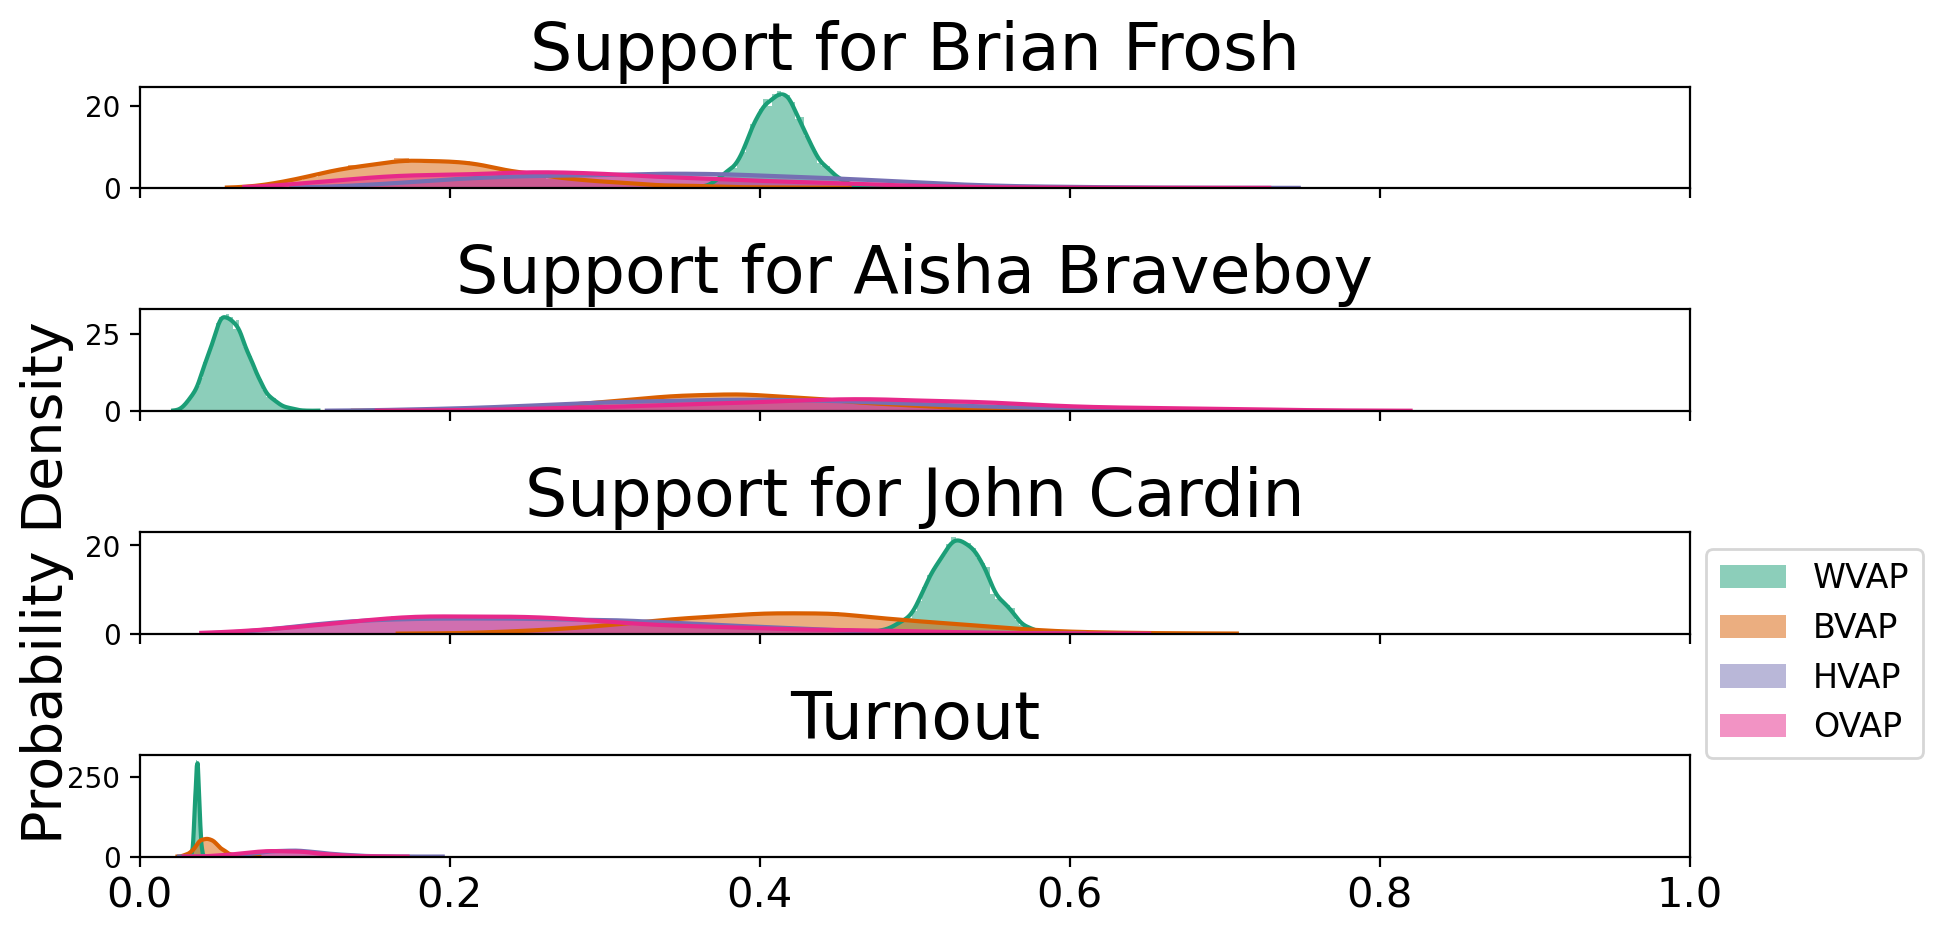 Support for Brian Frosh
20
0
Support for Aisha Braveboy
25
0
Support for John Cardin
20
0
Turnout
250
0
0.0 0.2 0.4 0.6 0.8 1.0
Probability Density
WVAP
BVAP
HVAP
OVAP